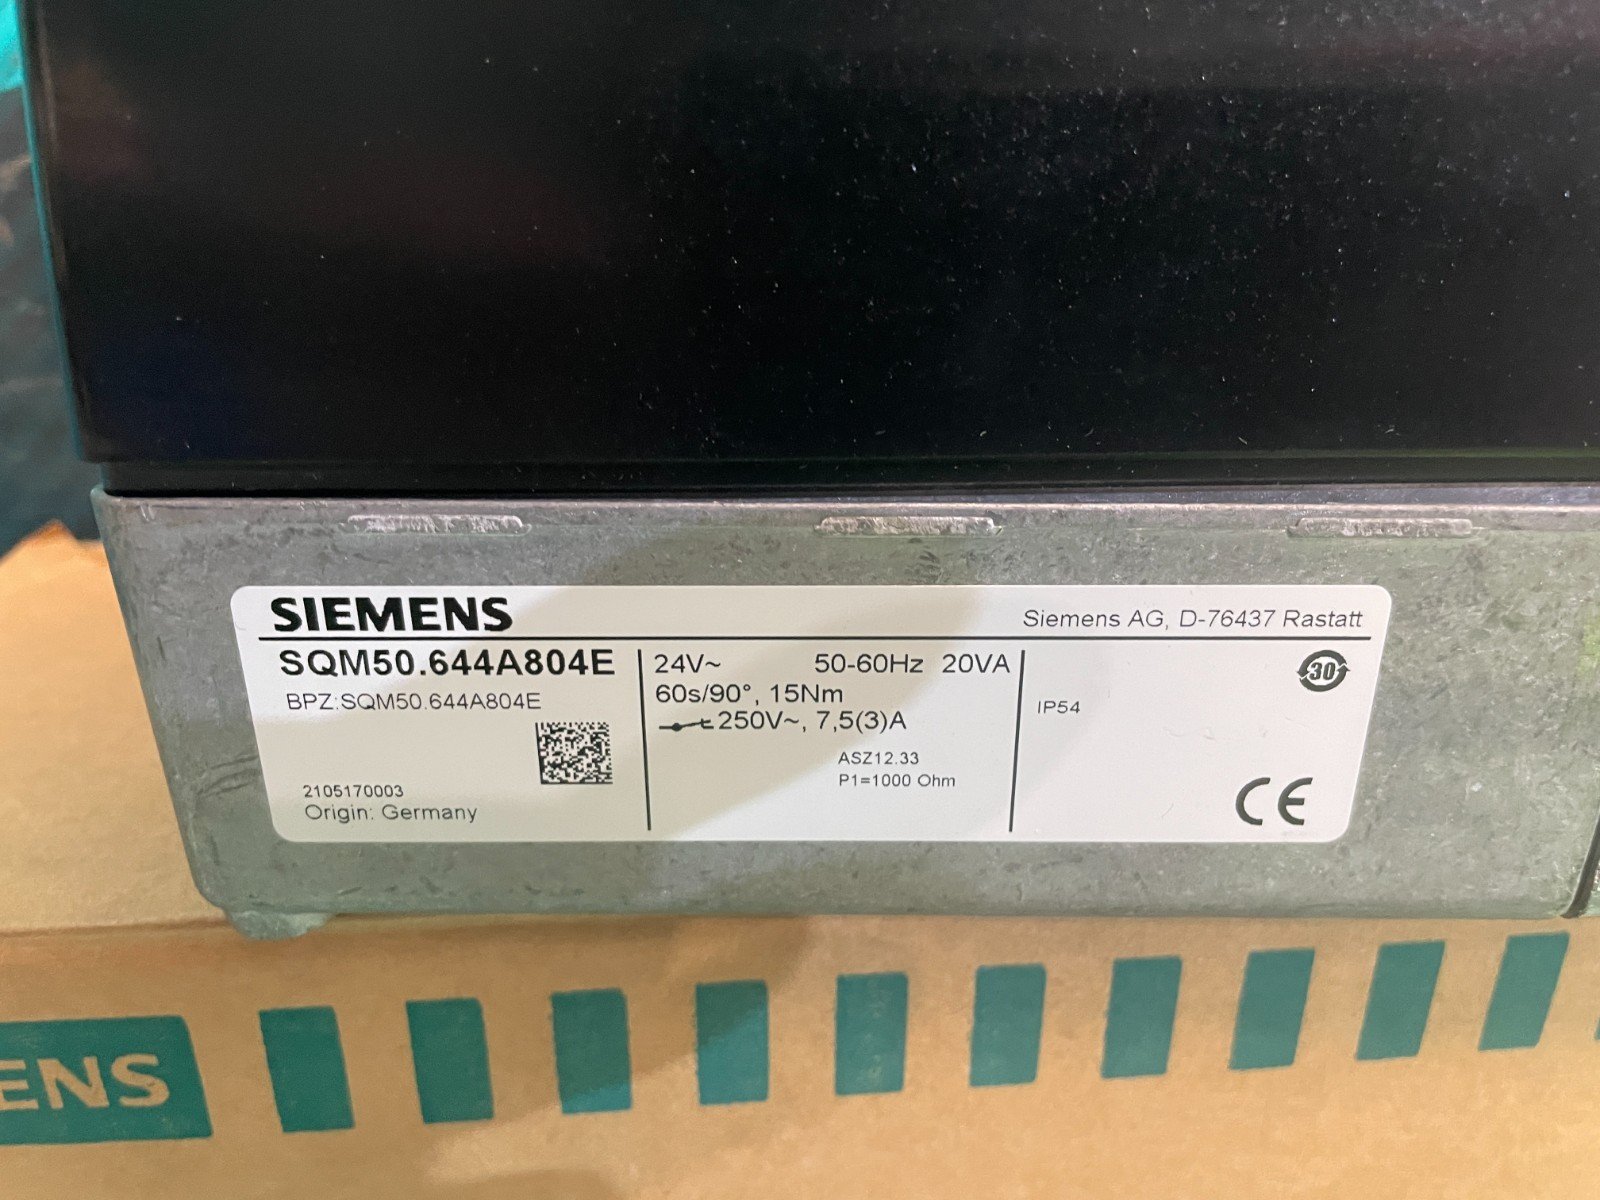 SIEMENS
Siemens AG, D-76437 Rastatt
SQM50.644A804E
BPZ:SQM50.644A804E
2105170003
Origin: Germany
24V~ 50-60Hz 20VA
60s/90°, 15Nm
250V~, 7,5(3)A
ASZ12.33
P1=1000 Ohm
30
IP54
CE
ENS